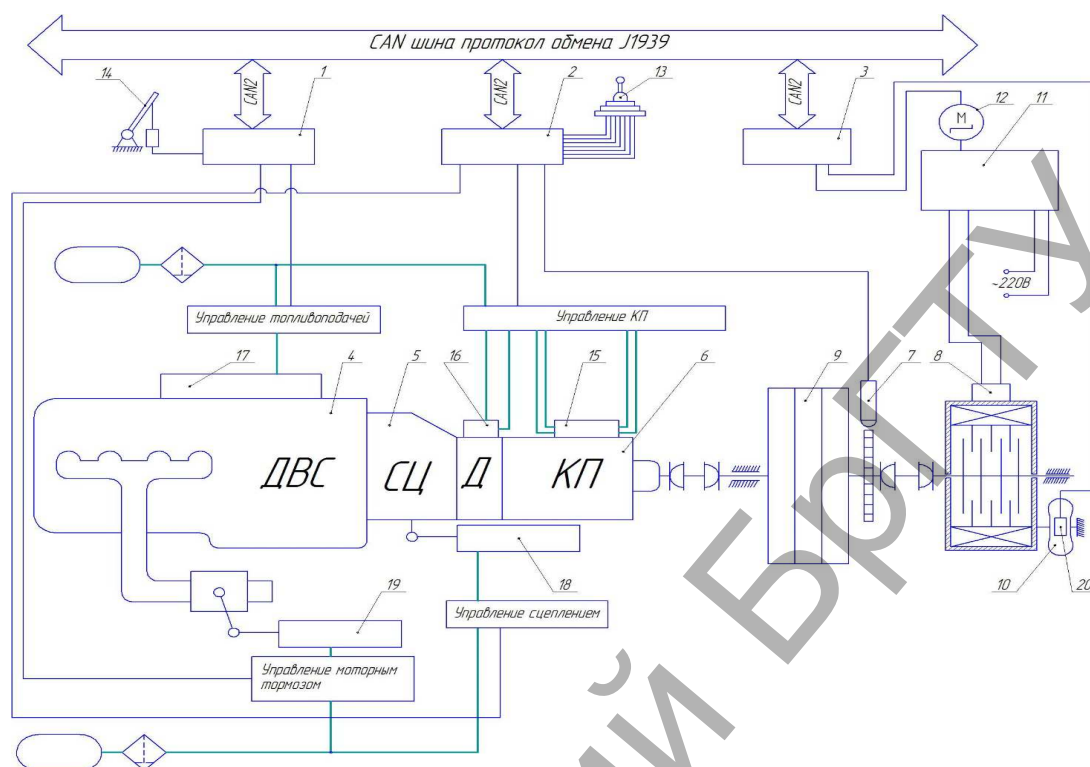 CAN шина протокол обмена J1939
14
CAN2
1
CAN2
2
13
CAN2
3
12
М
11
~220В
Управление топливоподачей
Управление КП
17
4
5
16
15
6
9
7
8
ДВС
СЦ
Д
КП
18
10
20
19
Управление сцеплением
Управление моторным
тормозом
ий БрГТУ